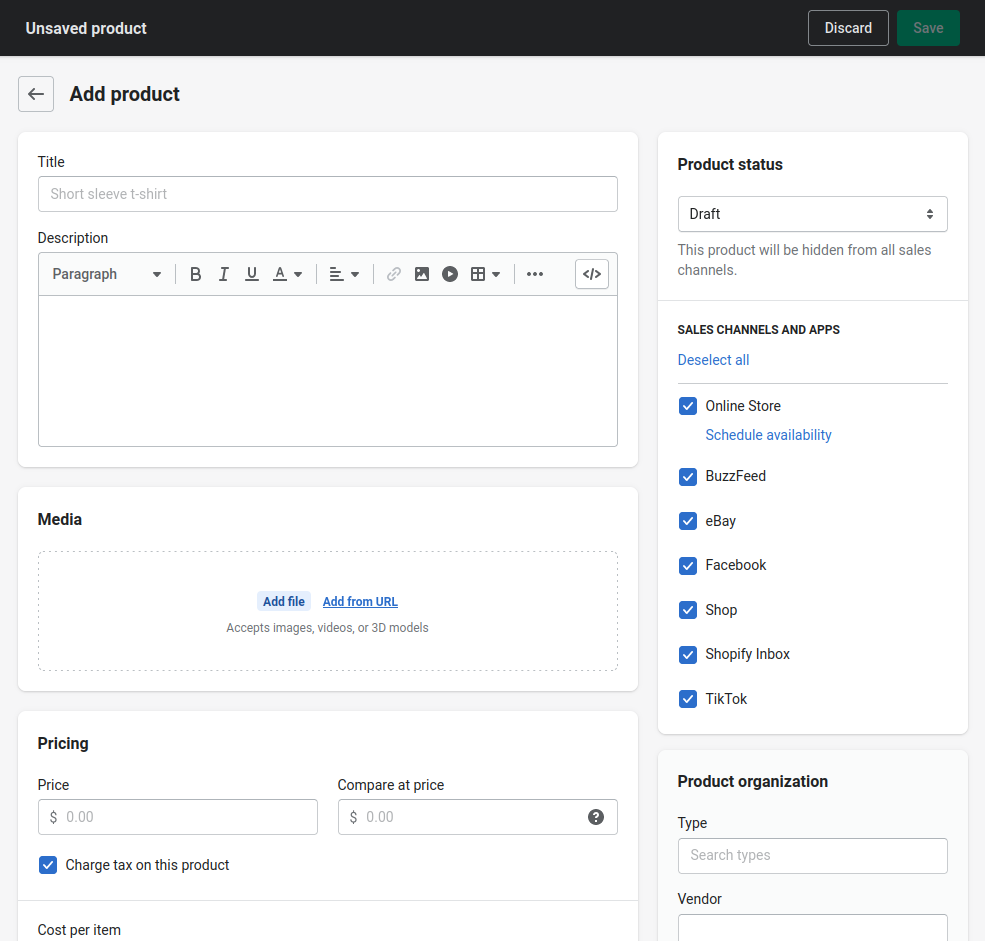 Unsaved product
Discard
Save
Add product
Title
Short sleeve t-shirt
Description
Paragraph
B I U A
</>
Media
Add file
Add from URL
Accepts images, videos, or 3D models
Pricing
Price
Compare at price
$ 0.00
$ 0.00
?
Charge tax on this product
Cost per item
Product status
Draft
This product will be hidden from all sales
channels.
SALES CHANNELS AND APPS
Deselect all
Online Store
Schedule availability
BuzzFeed
eBay
Facebook
Shop
Shopify Inbox
TikTok
Product organization
Type
Search types
Vendor